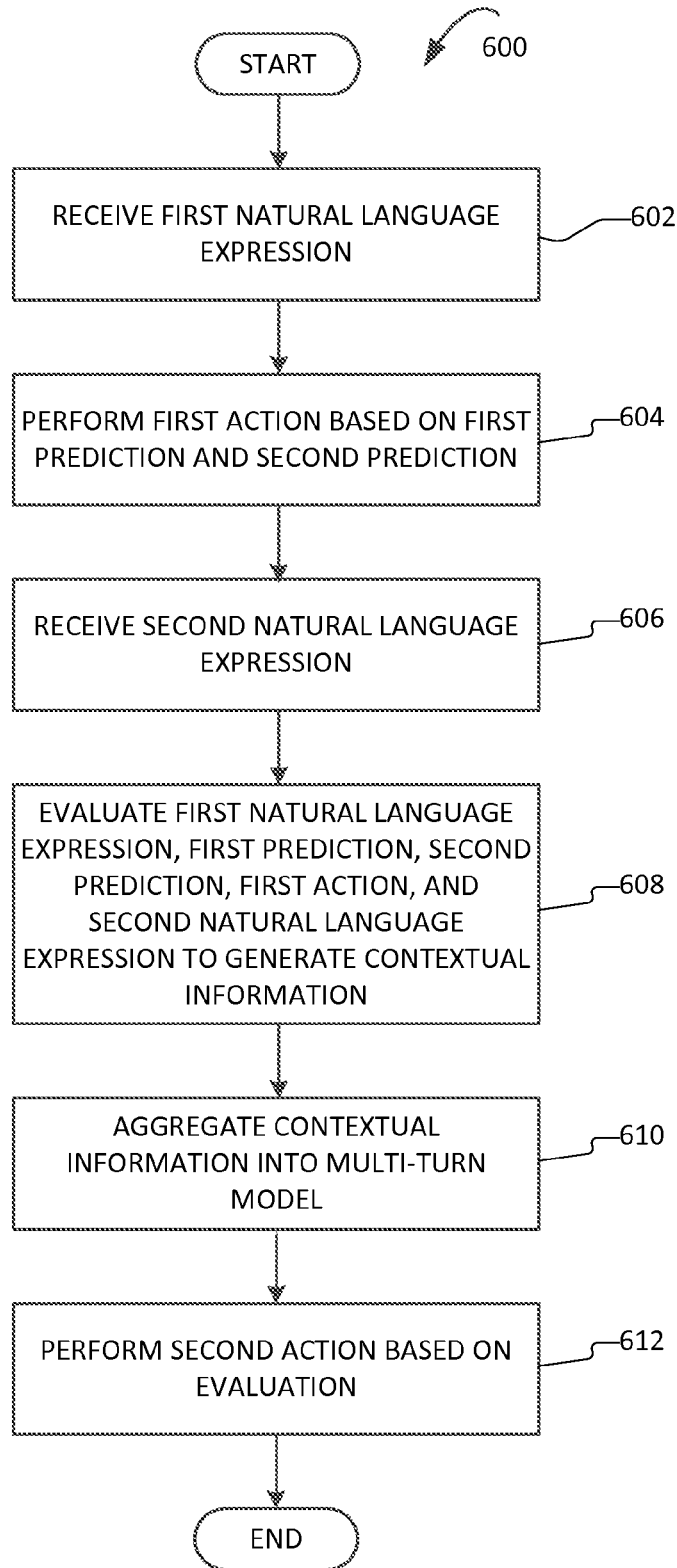 START
600
RECEIVE FIRST NATURAL LANGUAGE
EXPRESSION
602
PERFORM FIRST ACTION BASED ON FIRST
PREDICTION AND SECOND PREDICTION
604
RECEIVE SECOND NATURAL LANGUAGE
EXPRESSION
606
EVALUATE FIRST NATURAL LANGUAGE
EXPRESSION, FIRST PREDICTION, SECOND
PREDICTION, FIRST ACTION, AND
SECOND NATURAL LANGUAGE
EXPRESSION TO GENERATE CONTEXTUAL
INFORMATION
608
AGGREGATE CONTEXTUAL
INFORMATION INTO MULTI-TURN
MODEL
610
PERFORM SECOND ACTION BASED ON
EVALUATION
612
END